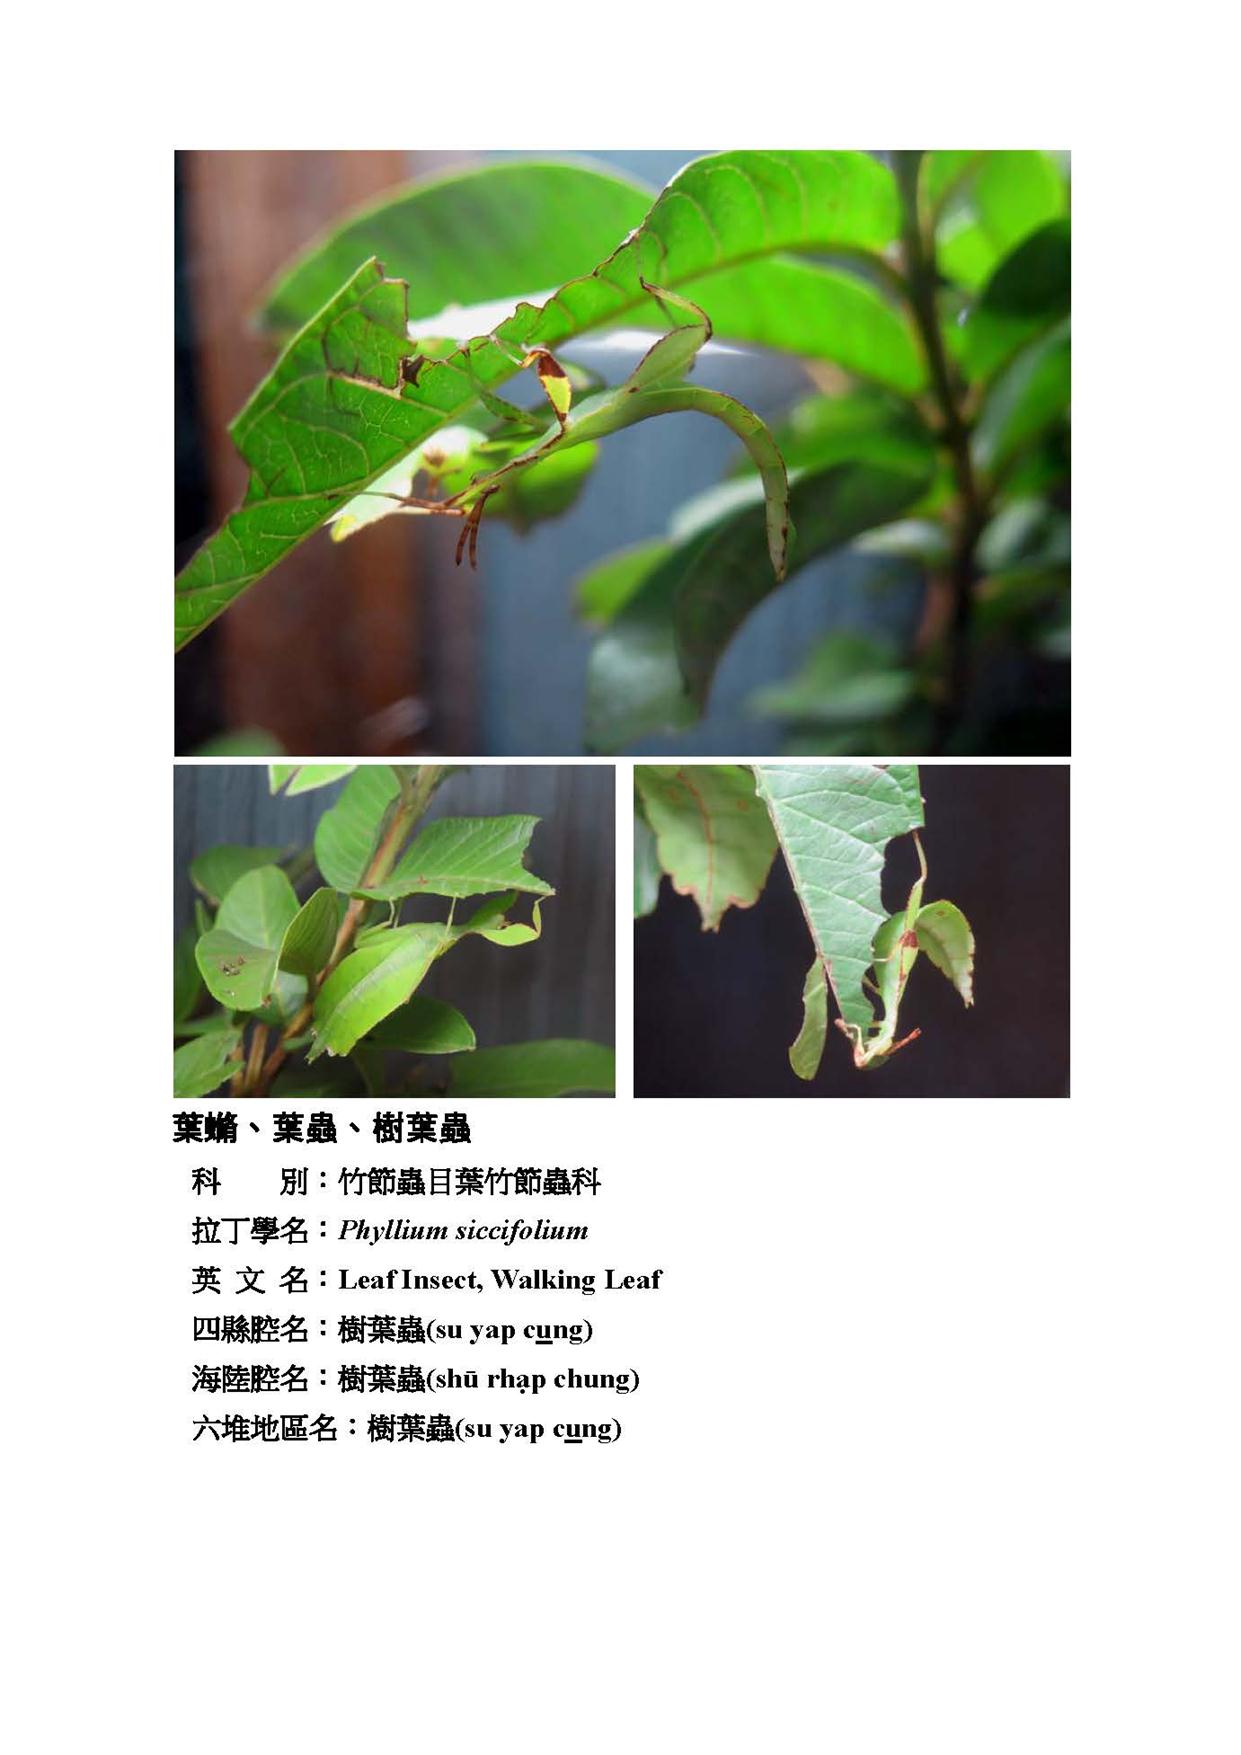 葉䗛、葉蟲、樹葉蟲
科　　別：竹節蟲目葉竹節蟲科
拉丁學名：Phyllium siccifolium
英 文 名：Leaf Insect, Walking Leaf
四縣腔名：樹葉蟲(su yap cung)
海陸腔名：樹葉蟲(shū rhạp chung)
六堆地區名：樹葉蟲(su yap cung)